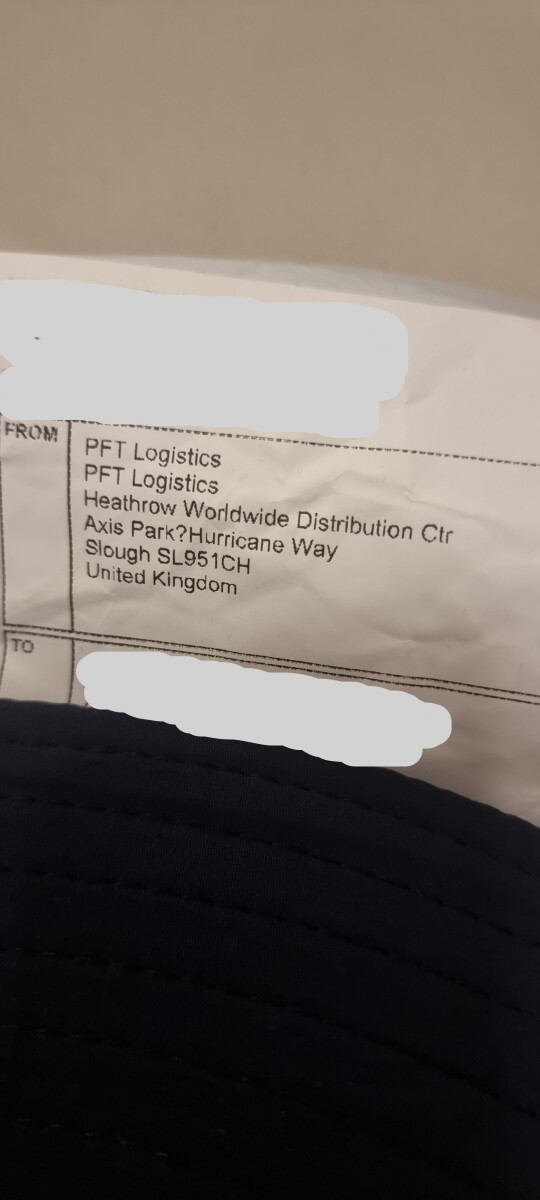 FROM
PFT Logistics
PFT Logistics
Heathrow Worldwide Distribution Ctr
Axis Park?Hurricane Way
Slough SL951CH
United Kingdom
TO